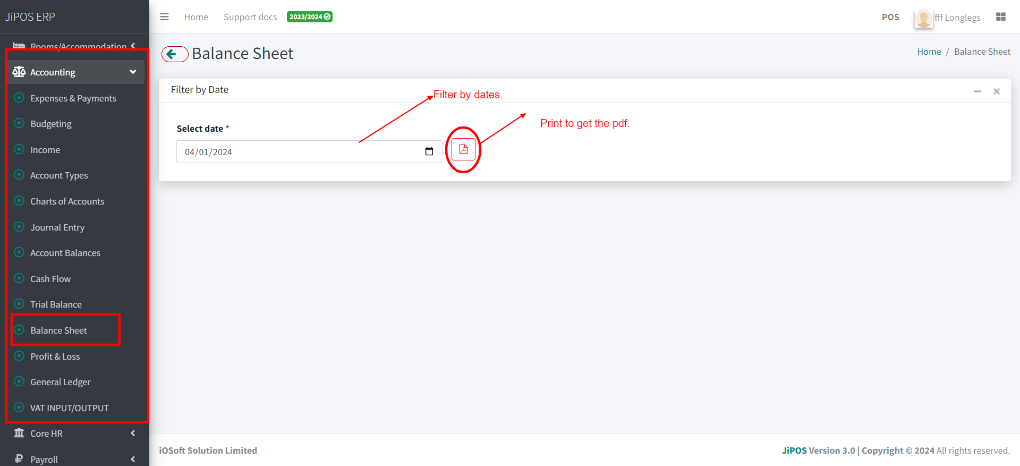 JiPOS ERP
Home
Support docs
2023/2024
POS
fff Longlegs
Rooms/Accommodation
Accounting
Expenses & Payments
Budgeting
Income
Account Types
Charts of Accounts
Journal Entry
Account Balances
Cash Flow
Trial Balance
Balance Sheet
Profit & Loss
General Ledger
VAT INPUT/OUTPUT
Core HR
Payroll
Balance Sheet
Home / Balance Sheet
Filter by Date
Filter by dates
Print to get the pdf.
Select date *
04/01/2024
iOSoft Solution Limited
JiPOS Version 3.0 | Copyright © 2024 All rights reserved.